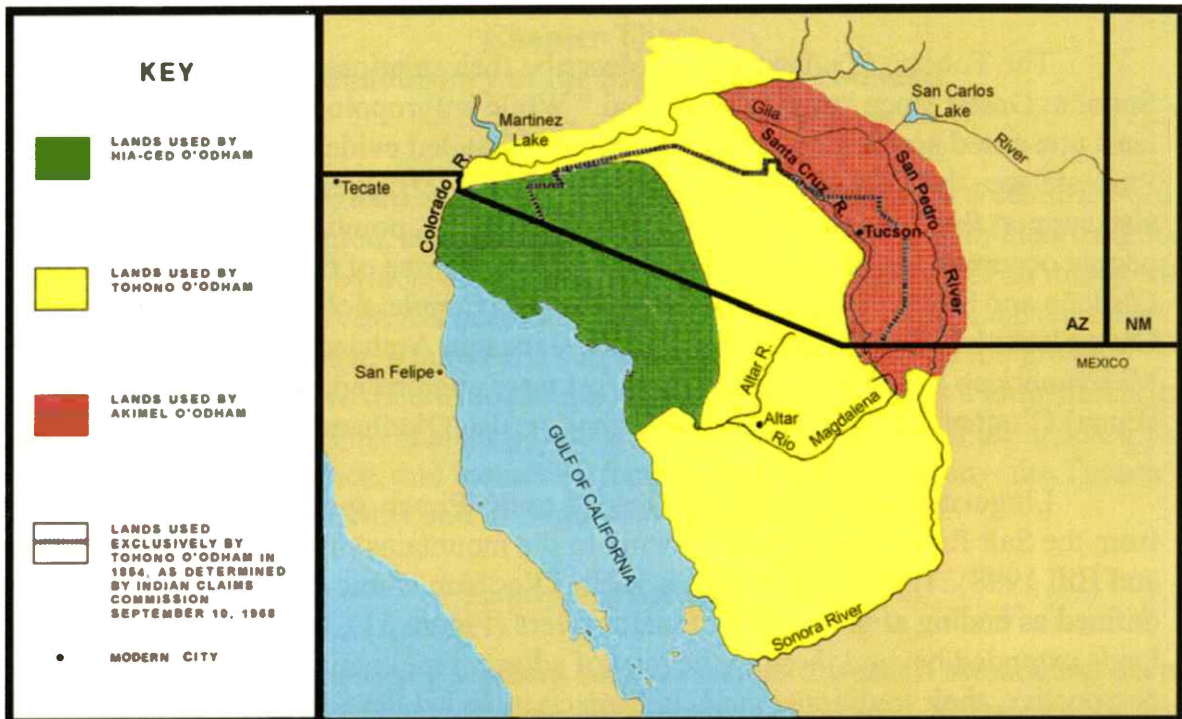 KEY
LANDS USED BY
HIA-CED O'ODHAM
LANDS USED BY
TOHONO O'ODHAM
LANDS USED BY
AKIMEL O'ODHAM
LANDS USED
EXCLUSIVELY BY
TOHONO O'ODHAM IN
1854, AS DETERMINED
BY INDIAN CLAIMS
COMMISSION
SEPTEMBER 10, 1968
MODERN CITY
San Carlos
Lake
Gila
River
Martinez
Lake
Santa Cruz R.
San Pedro
River
Colorado R.
Tecate
Tucson
AZ
NM
MEXICO
San Felipe
Altar R.
Altar
Rio
Magdalena
GULF OF CALIFORNIA
Sonora River